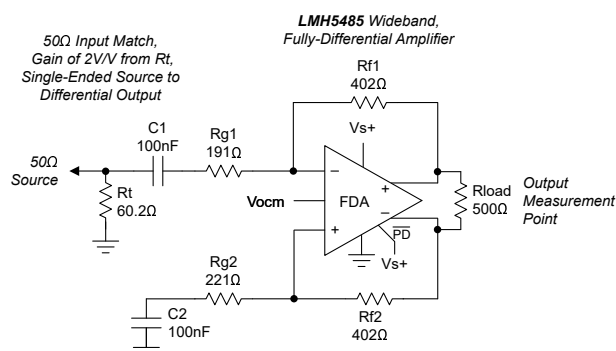 LMH5485 Wideband,
Fully-Differential Amplifier
50Ω Input Match,
Gain of 2V/V from Rt,
Single-Ended Source to
Differential Output
Rf1
402Ω
C1
100nF
Rg1
191Ω
Vs+
50Ω
Source
Rt
60.2Ω
Vocm
−
+
FDA
+
−
PD
Vs+
Rload
500Ω
Output
Measurement
Point
Rg2
221Ω
Rf2
402Ω
C2
100nF